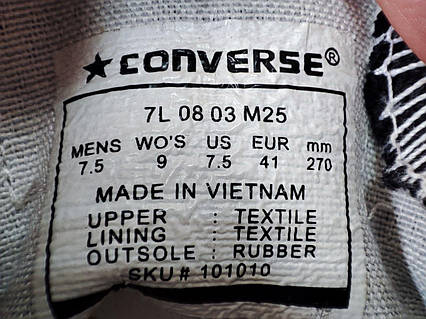 ★ CONVERSE®
7L 08 03 M25
MENS WO'S US EUR mm
7.5 9 7.5 41 270
MADE IN VIETNAM
UPPER : TEXTILE
LINING : TEXTILE
OUTSOLE : RUBBER
SKU# 101010